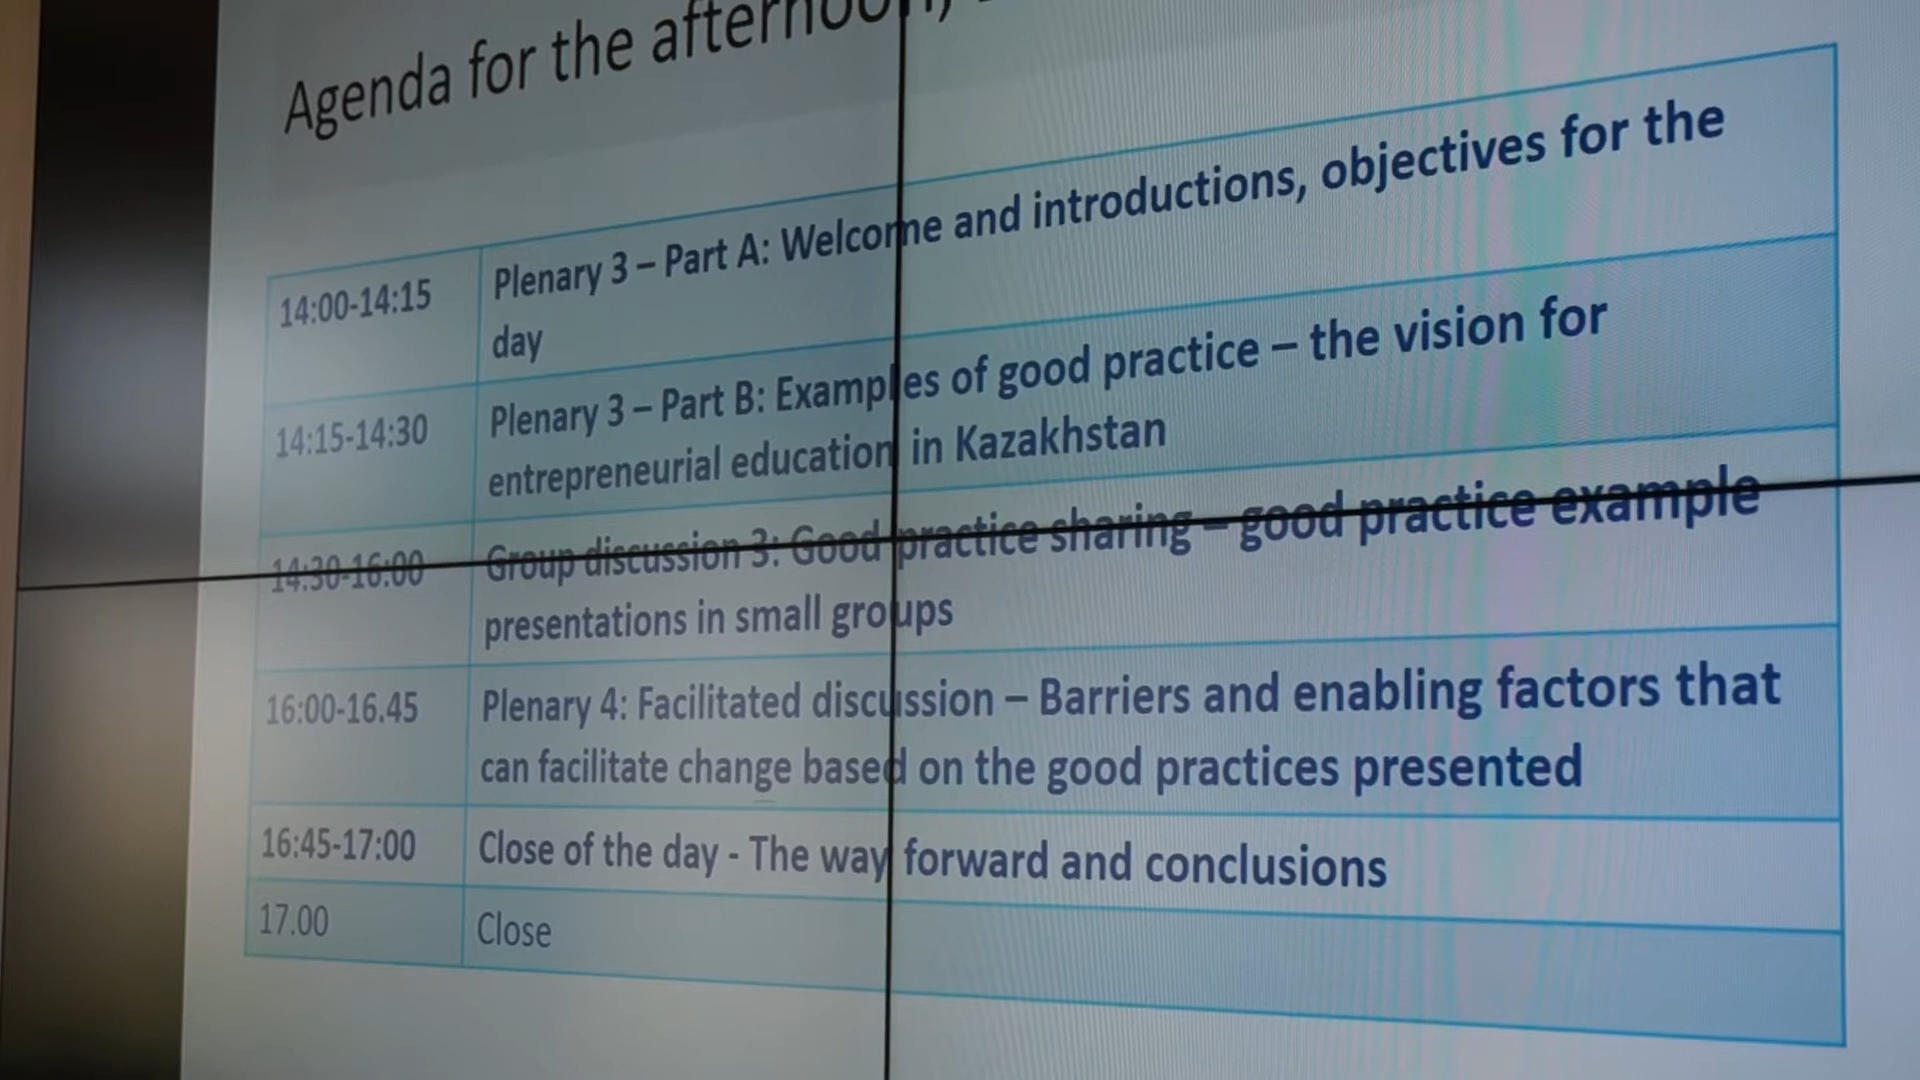 Agenda for the afternoon,
14:00-14:15
Plenary 3 – Part A: Welcome and introductions, objectives for the
day
14:15-14:30
Plenary 3 – Part B: Examples of good practice – the vision for
entrepreneurial education in Kazakhstan
14:30-16:00
Group discussion 3: Good practice sharing – good practice example
presentations in small groups
16:00-16.45
Plenary 4: Facilitated discussion – Barriers and enabling factors that
can facilitate change based on the good practices presented
16:45-17:00
Close of the day - The way forward and conclusions
17.00
Close